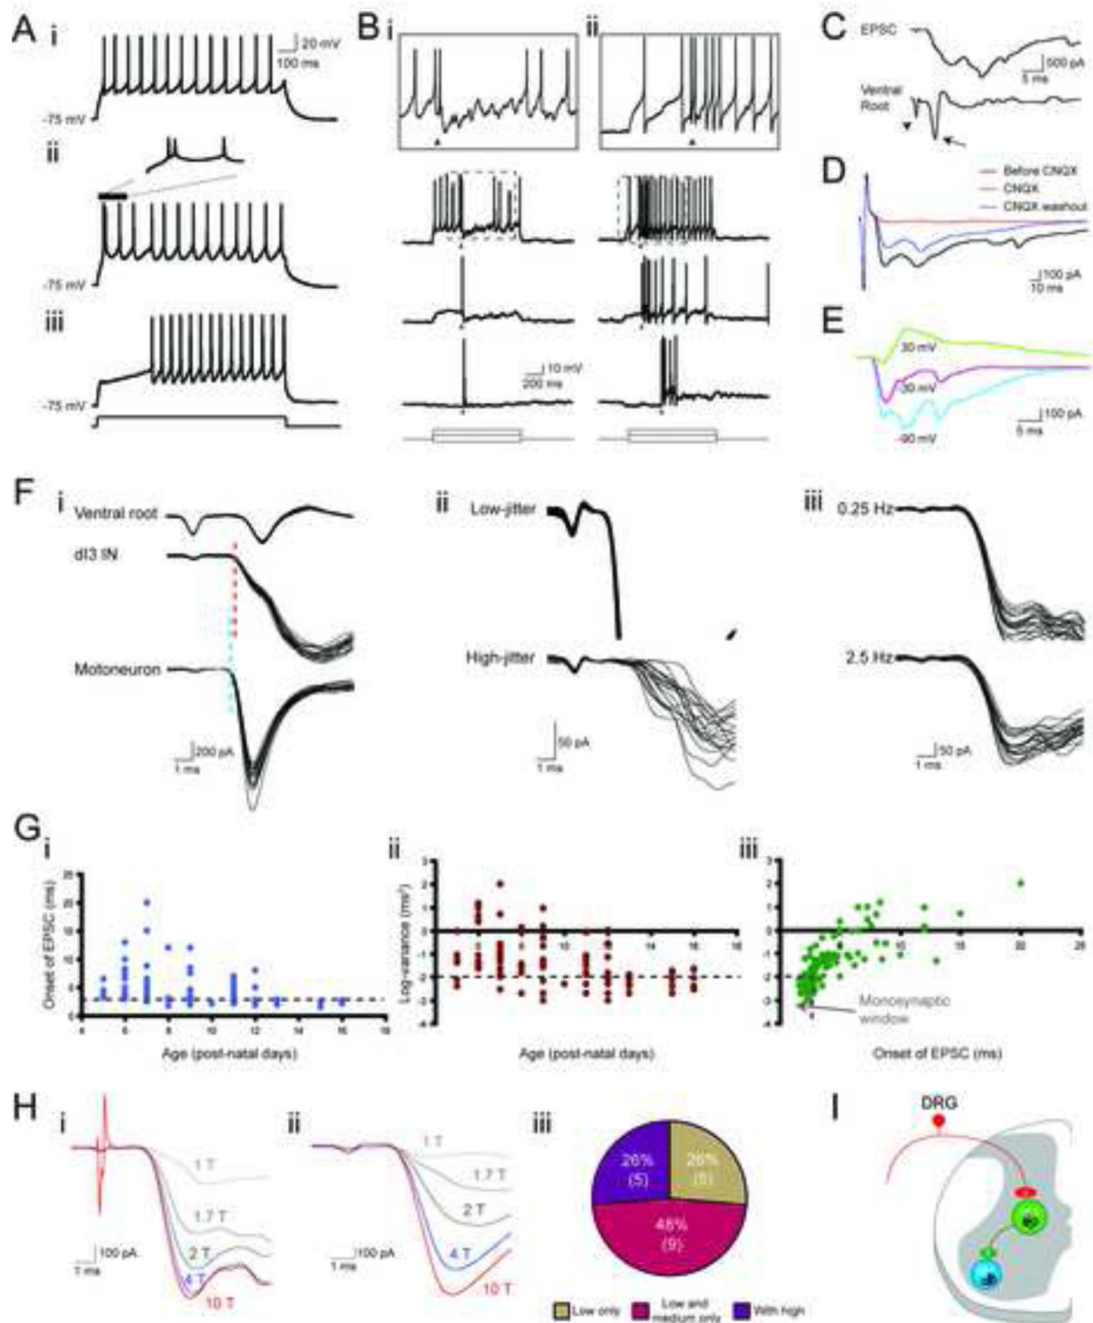 A
i
20 mV
100 ms
-75 mV
ii
-75 mV
iii
-75 mV
B
i
ii
10 mV
200 ms
C
EPSC
500 pA
5 ms
Ventral
Root
D
Before CNQX
CNQX
CNQX washout
100 pA
10 ms
E
30 mV
-30 mV
-90 mV
100 pA
5 ms
F
i
Ventral root
dI3 IN
Motoneuron
200 pA
1 ms
ii
Low-jitter
High-jitter
50 pA
1 ms
iii
0.25 Hz
2.5 Hz
50 pA
1 ms
G
i
Onset of EPSC (ms)
Age (post-natal days)
ii
Log-variance (ms²)
Age (post-natal days)
iii
Monosynaptic
window
Onset of EPSC (ms)
H
i
1 T
1.7 T
2 T
4 T
10 T
100 pA
1 ms
ii
1 T
1.7 T
2 T
4 T
10 T
100 pA
1 ms
iii
26%
(5)
26%
(5)
48%
(9)
Low only
Low and
medium only
With high
I
DRG